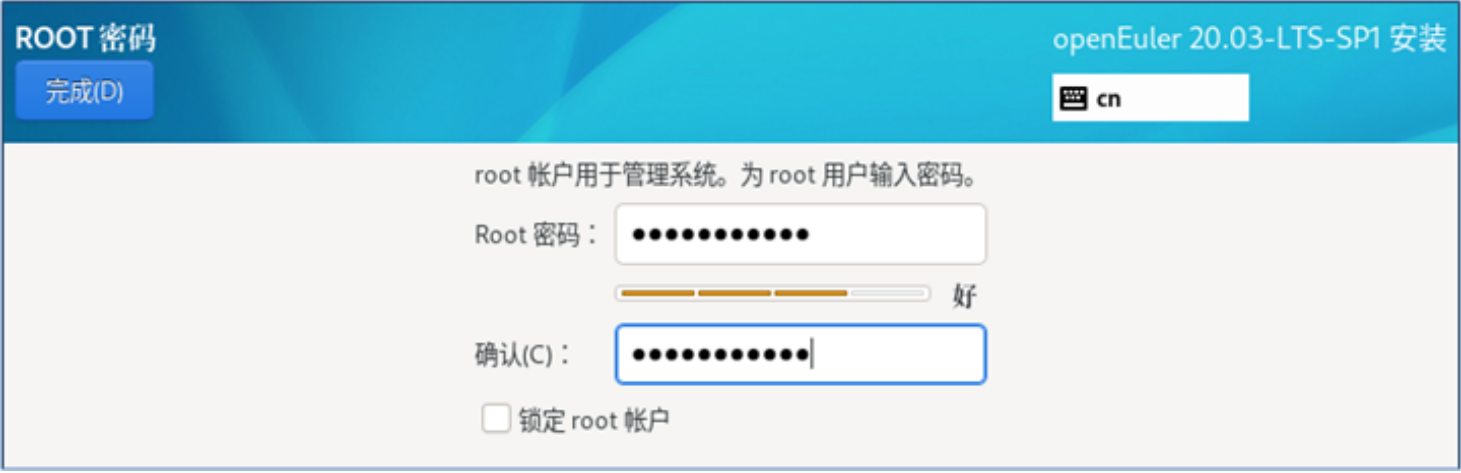 ROOT 密码
openEuler 20.03-LTS-SP1 安装
完成(D)
cn
root 帐户用于管理系统。为 root 用户输入密码。
Root 密码：
●●●●●●●●●●●
好
确认(C)：
●●●●●●●●●●●
锁定 root 帐户